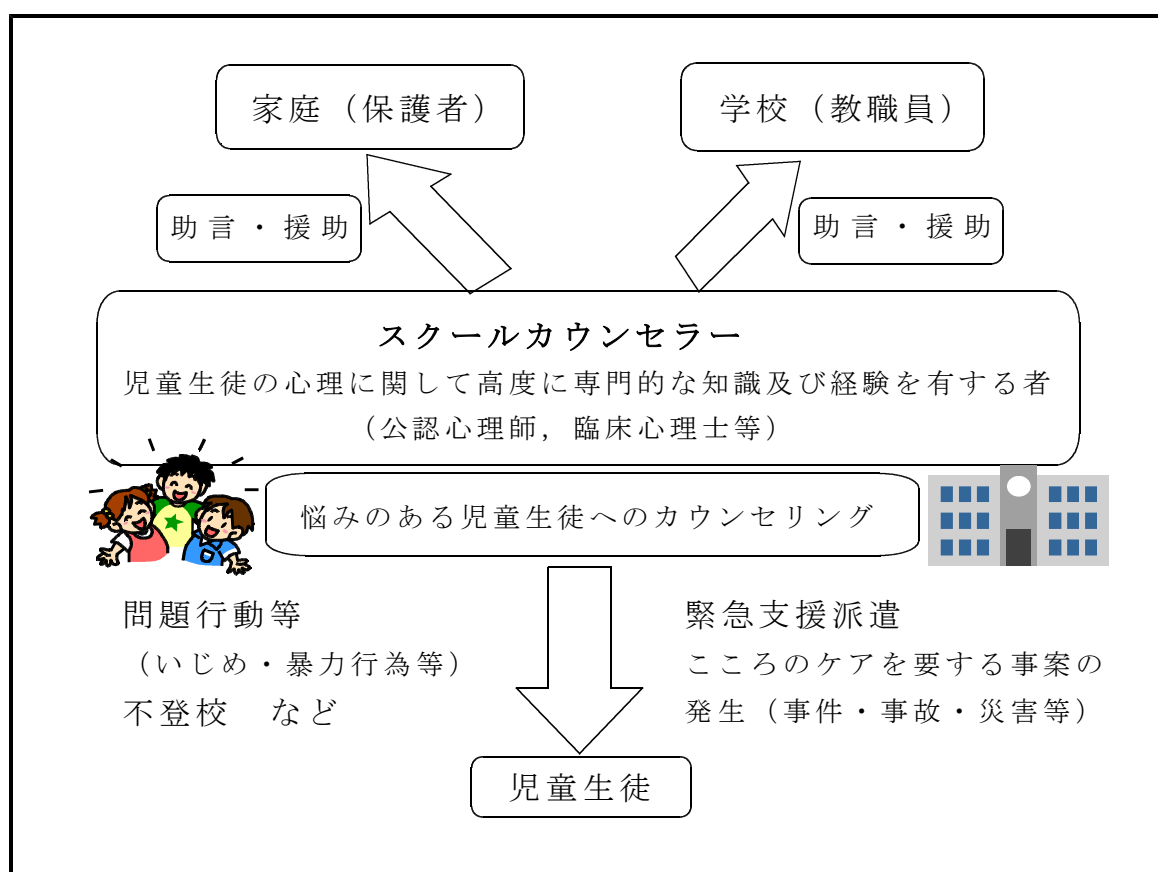 家庭（保護者）
学校（教職員）
助言・援助
助言・援助
スクールカウンセラー
児童生徒の心理に関して高度に専門的な知識及び経験を有する者
（公認心理師，臨床心理士等）
悩みのある児童生徒へのカウンセリング
問題行動等
（いじめ・暴力行為等）
不登校　など
緊急支援派遣
こころのケアを要する事案の
発生（事件・事故・災害等）
児童生徒